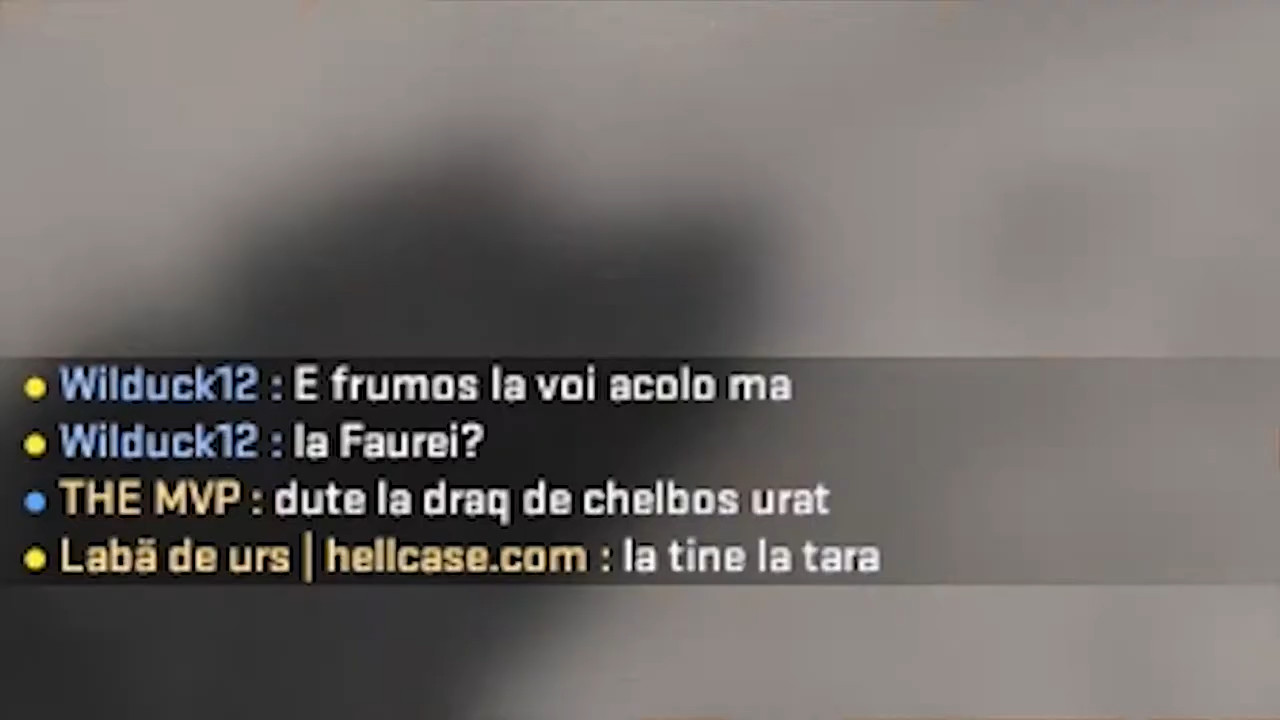 Wilduck12 : E frumos la voi acolo ma
Wilduck12 : la Faurei?
THE MVP : dute la draq de chelbos urat
Labă de urs | hellcase.com : la tine la tara